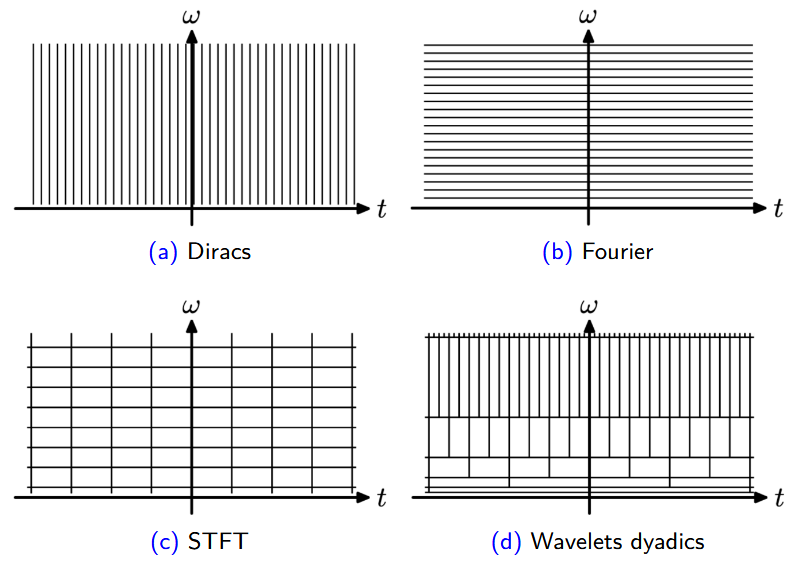 ω
ω
t
t
(a) Diracs
(b) Fourier
ω
ω
t
t
(c) STFT
(d) Wavelets dyadics